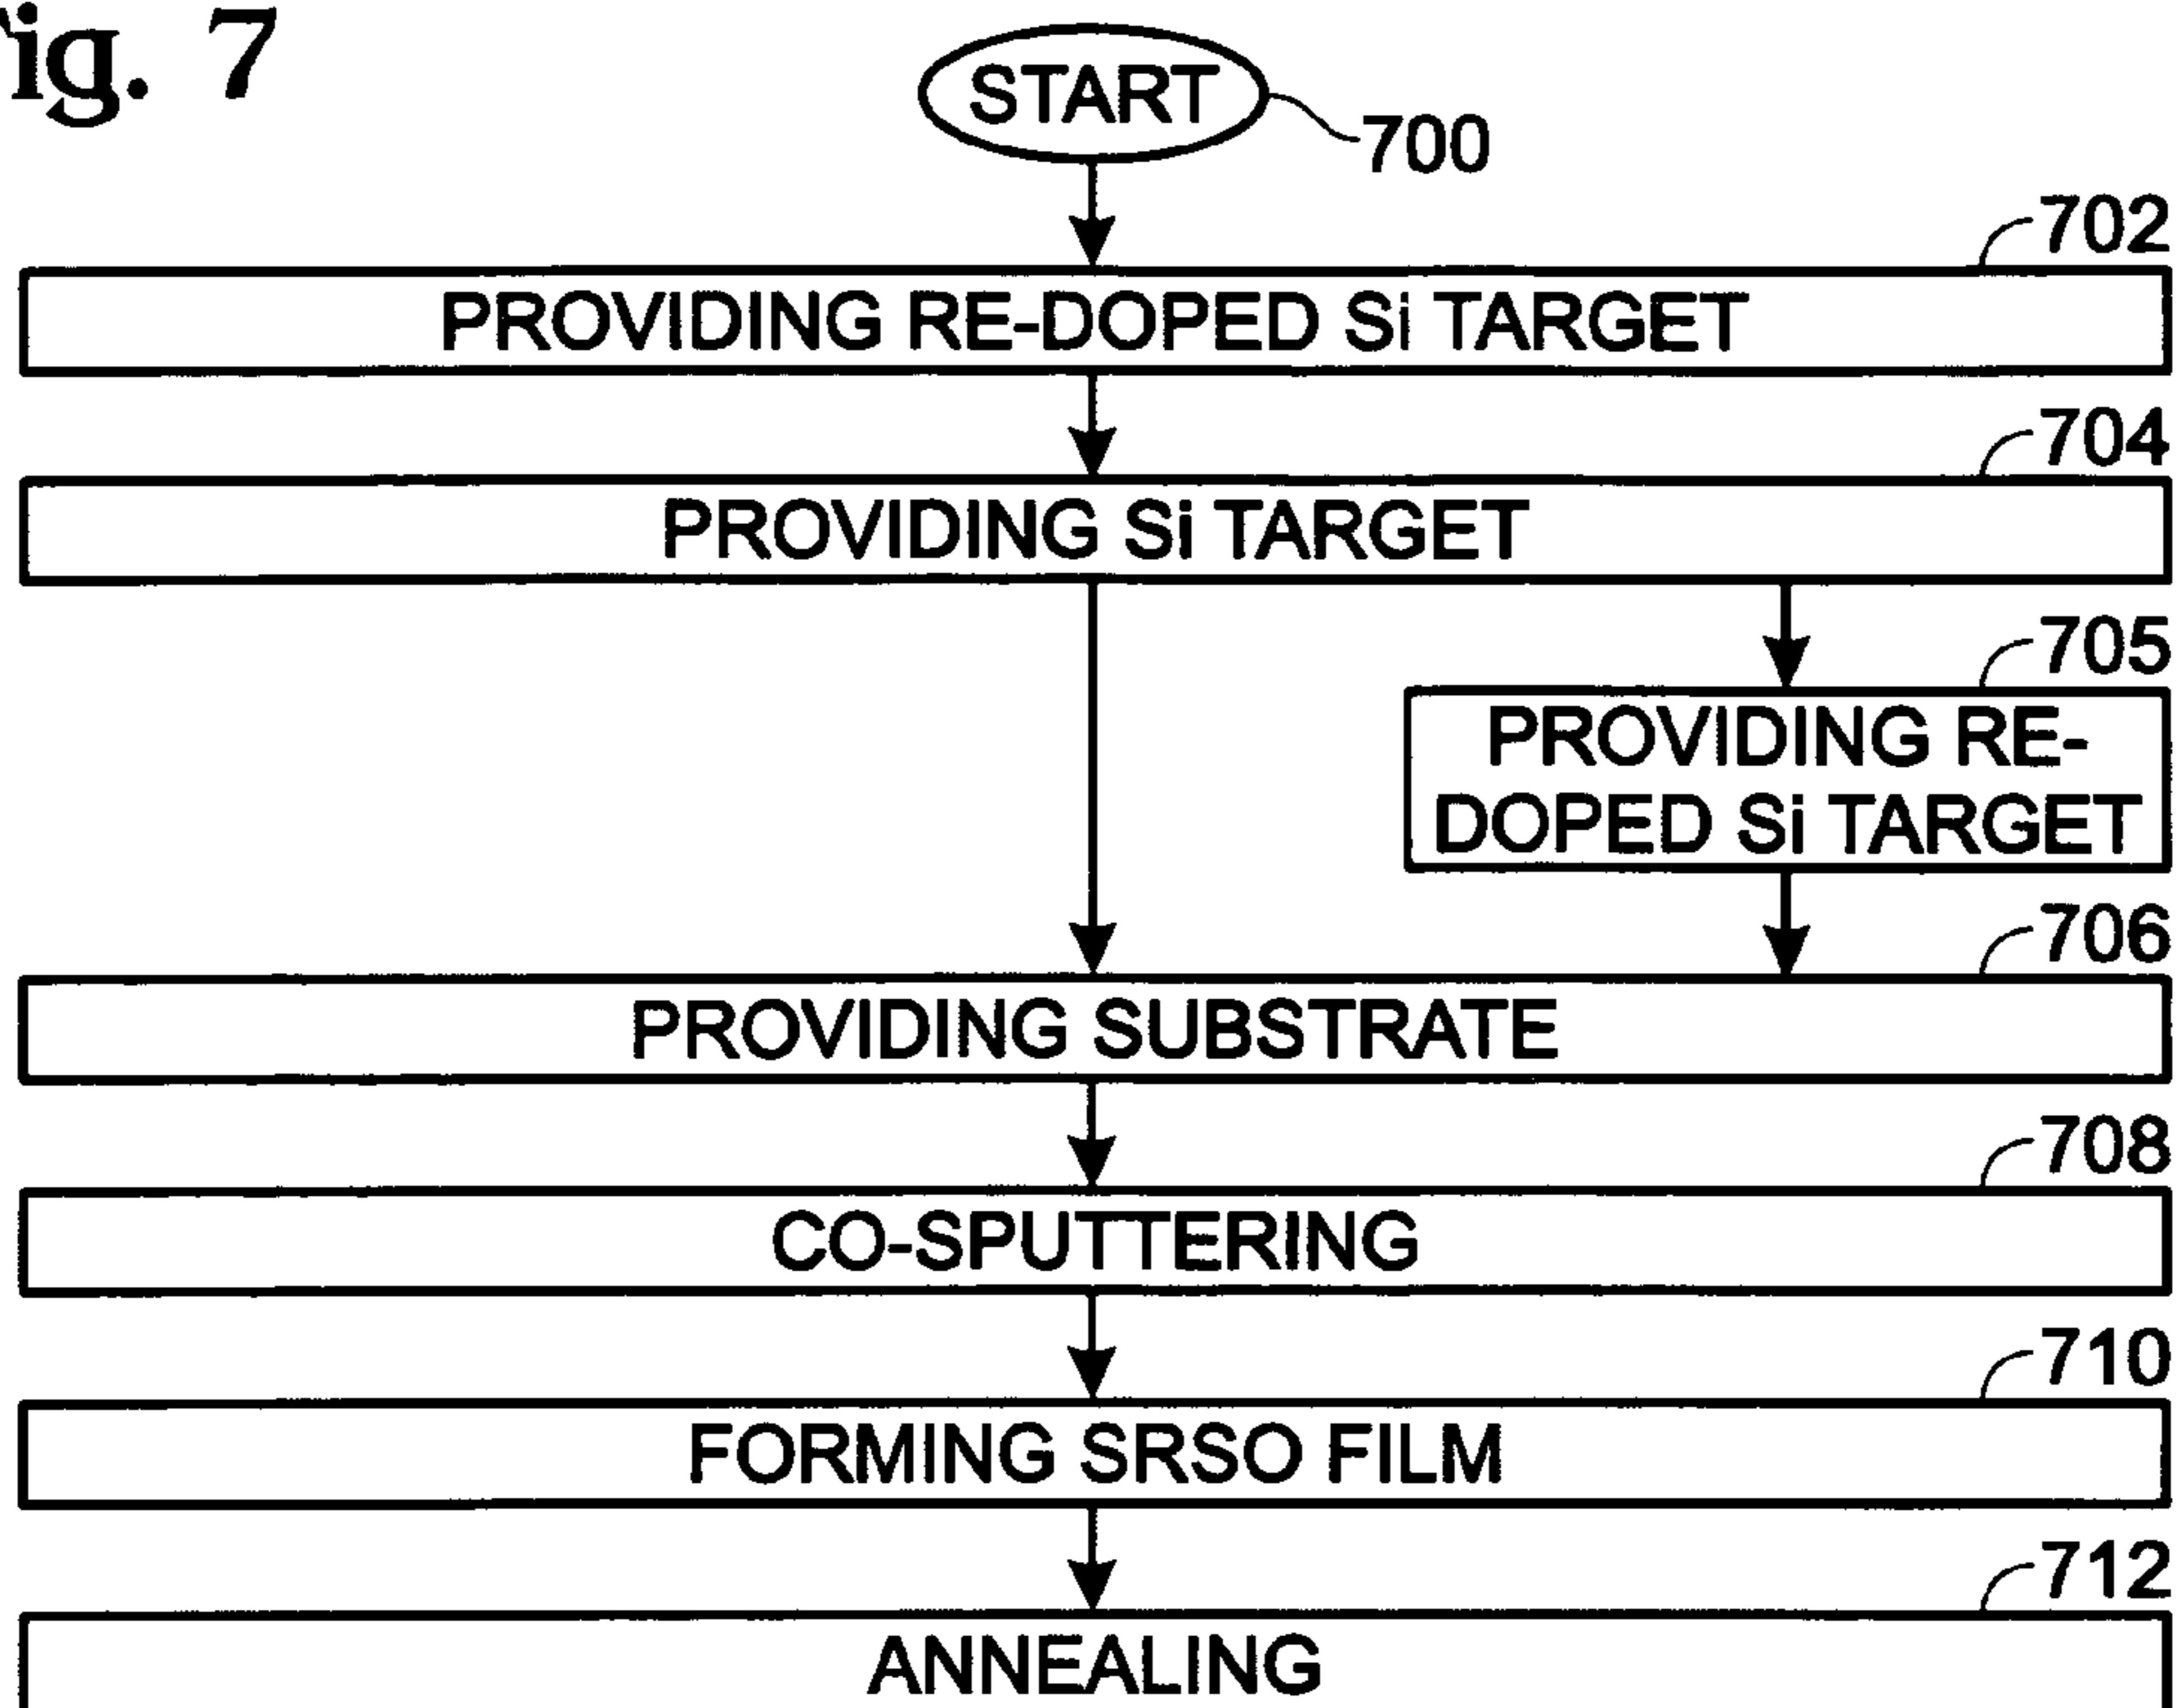 ig. 7
START
700
702
PROVIDING RE-DOPED Si TARGET
704
PROVIDING Si TARGET
705
PROVIDING RE-
DOPED Si TARGET
706
PROVIDING SUBSTRATE
708
CO-SPUTTERING
710
FORMING SRSO FILM
712
ANNEALING